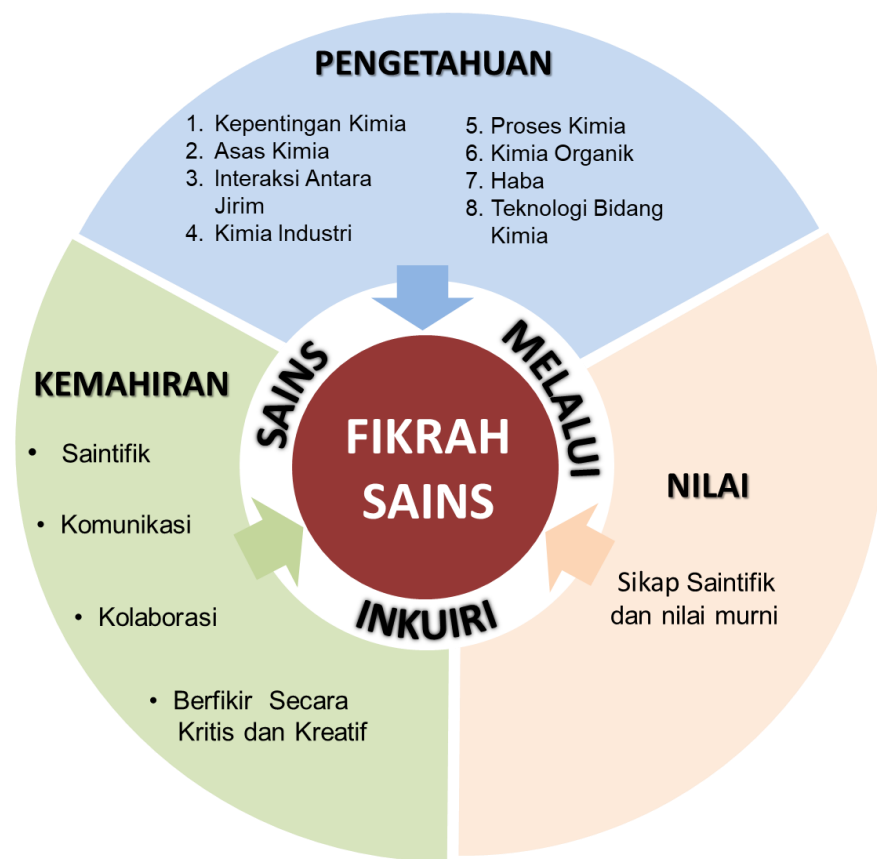 PENGETAHUAN
1. Kepentingan Kimia
2. Asas Kimia
3. Interaksi Antara
Jirim
4. Kimia Industri
5. Proses Kimia
6. Kimia Organik
7. Haba
8. Teknologi Bidang
Kimia
KEMAHIRAN
• Saintifik
• Komunikasi
• Kolaborasi
• Berfikir Secara
Kritis dan Kreatif
SAINS
MELALUI
INKUIRI
FIKRAH
SAINS
NILAI
Sikap Saintifik
dan nilai murni